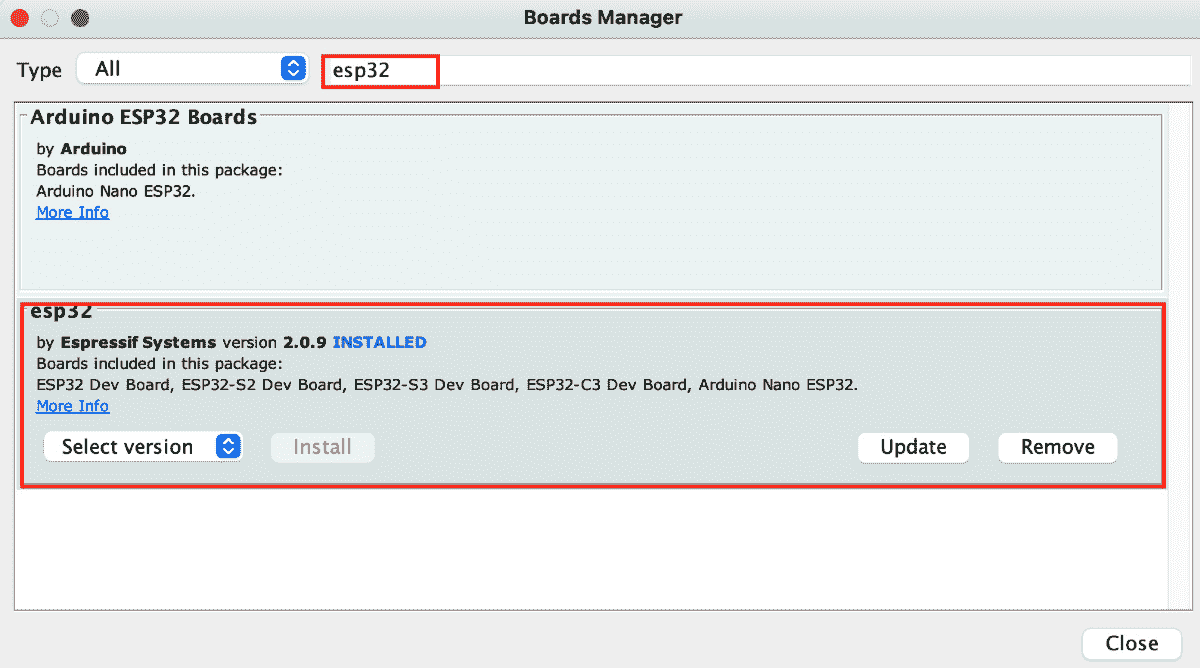 Boards Manager
Type All esp32
Arduino ESP32 Boards
by Arduino
Boards included in this package:
Arduino Nano ESP32.
More Info
esp32
by Espressif Systems version 2.0.9 INSTALLED
Boards included in this package:
ESP32 Dev Board, ESP32-S2 Dev Board, ESP32-S3 Dev Board, ESP32-C3 Dev Board, Arduino Nano ESP32.
More Info
Select version Install Update Remove
Close